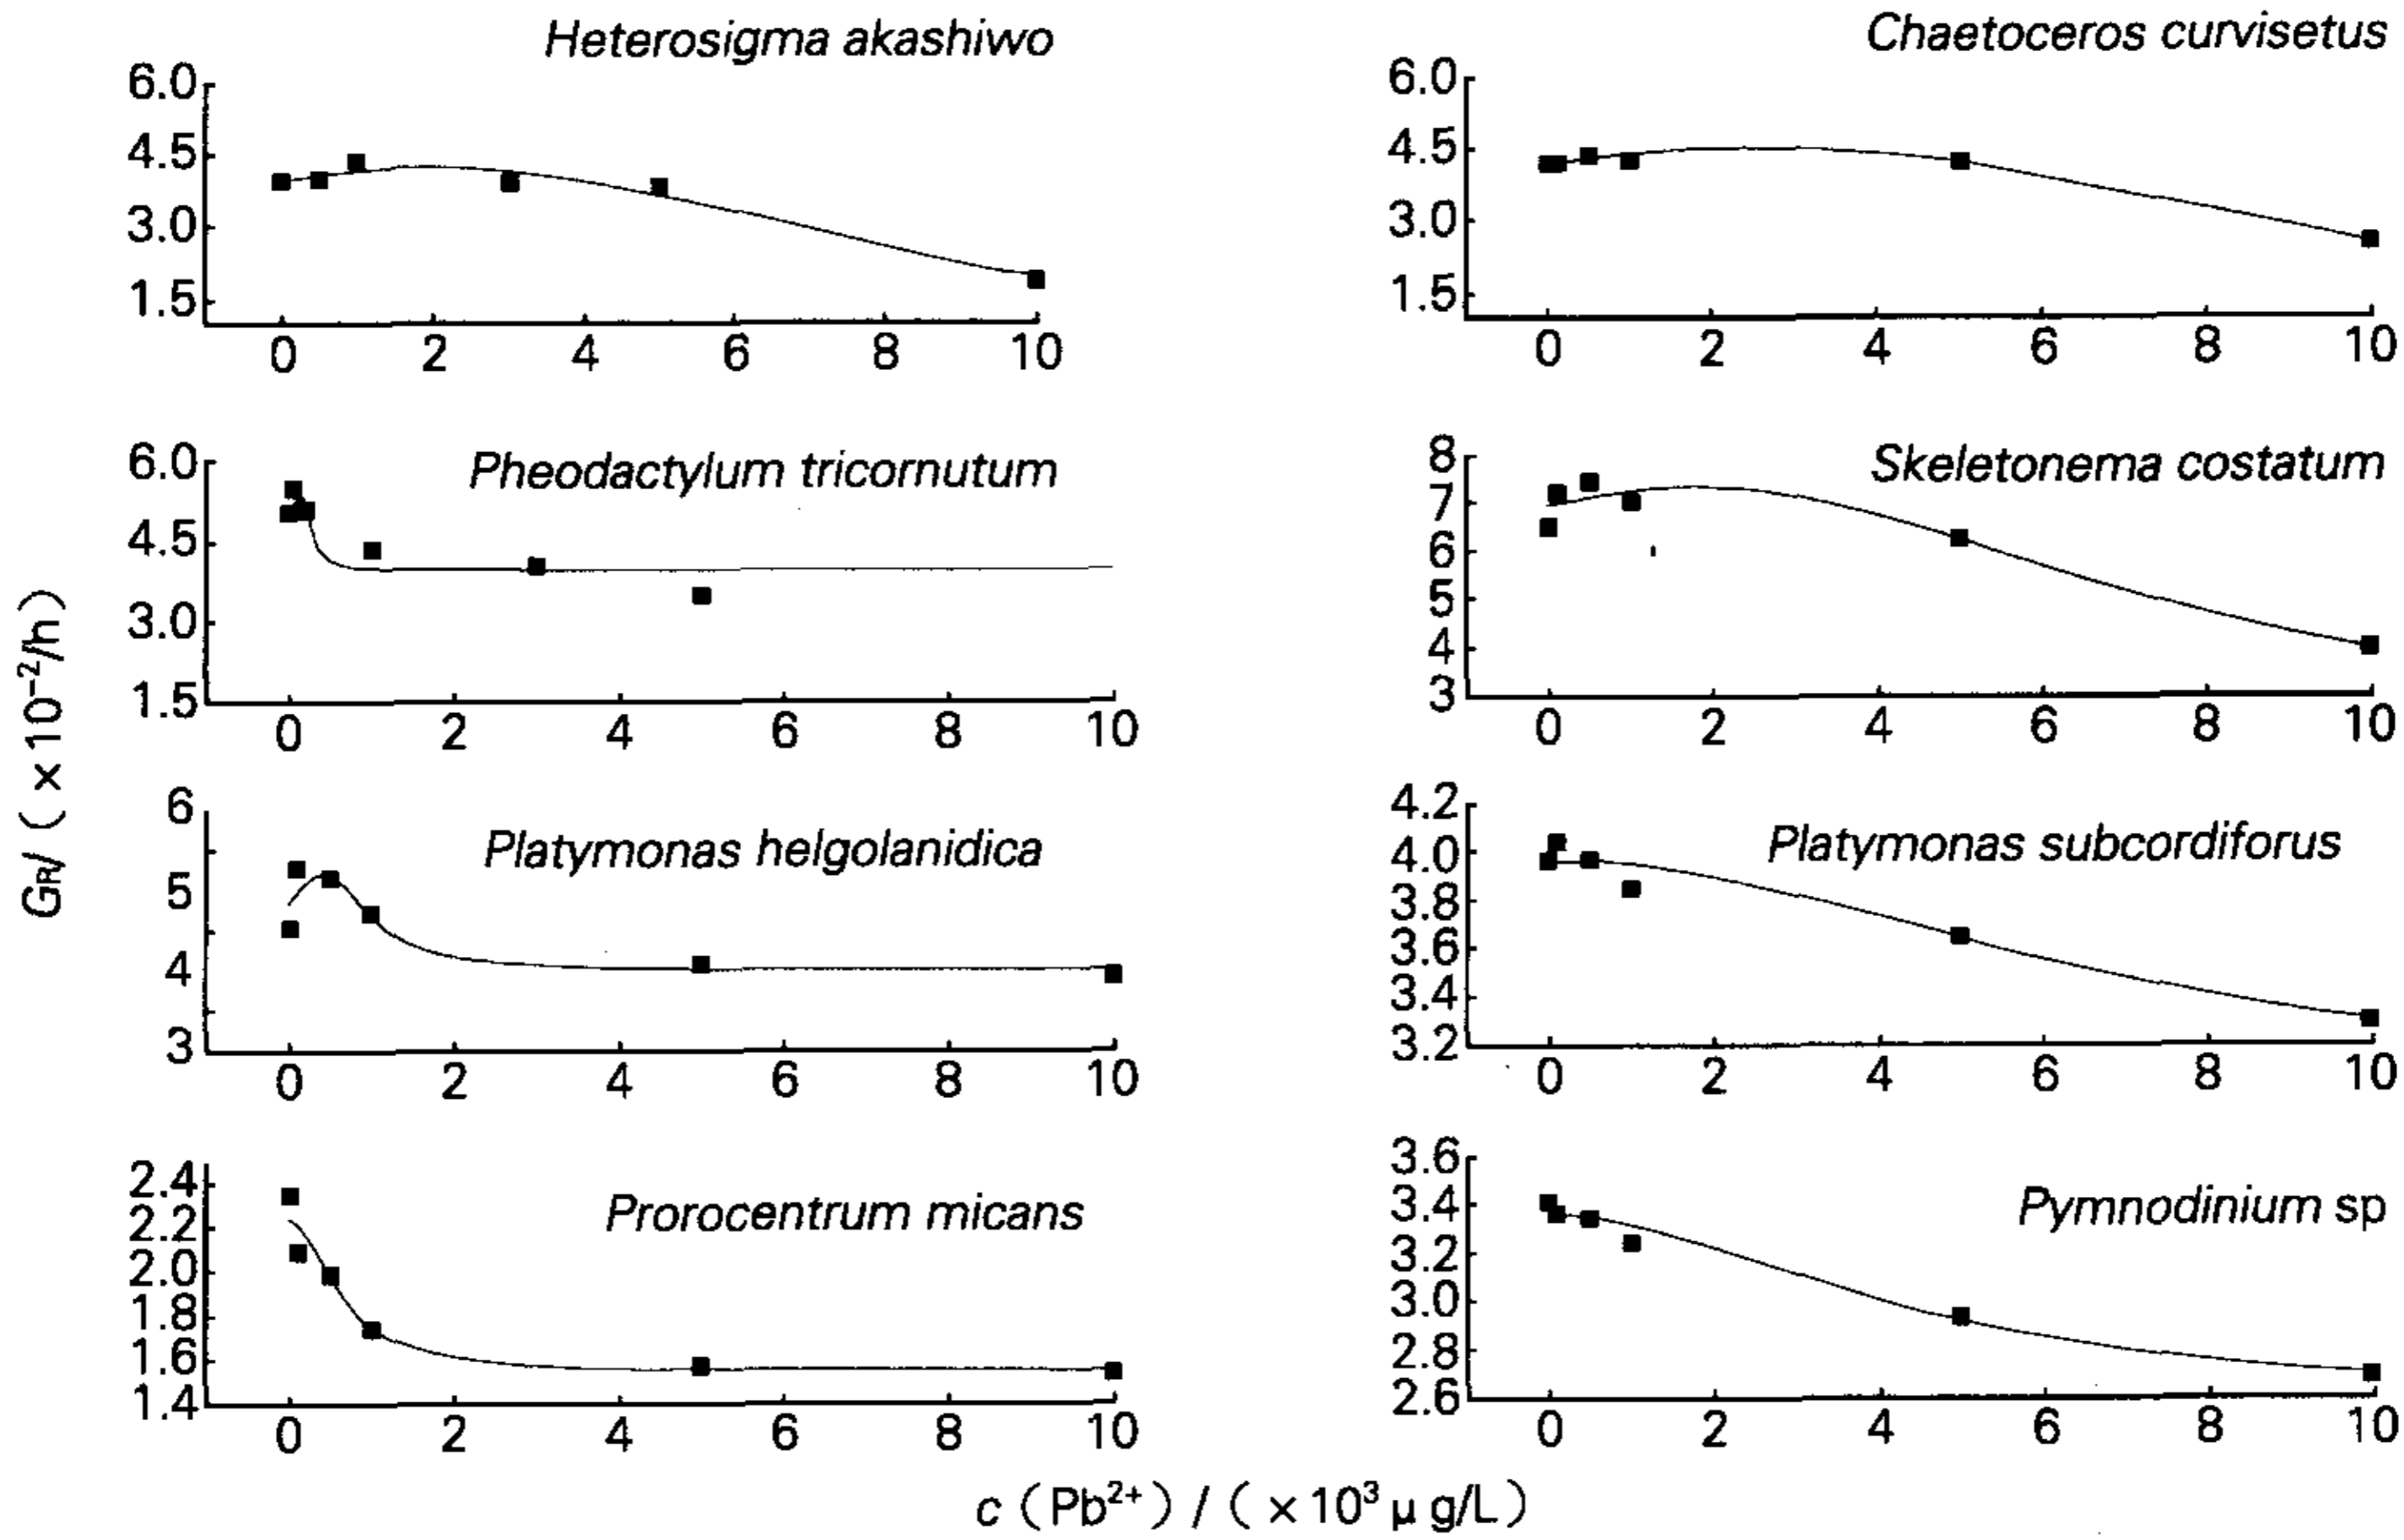 Heterosigma akashiwo
6.0
4.5
3.0
1.5
0 2 4 6 8 10
Chaetoceros curvisetus
6.0
4.5
3.0
1.5
0 2 4 6 8 10
Pheodactylum tricornutum
6.0
4.5
3.0
1.5
0 2 4 6 8 10
Skeletonema costatum
8
7
6
5
4
3
0 2 4 6 8 10
Platymonas helgolanidica
6
5
4
3
0 2 4 6 8 10
Platymonas subcordiforus
4.2
4.0
3.8
3.6
3.4
3.2
0 2 4 6 8 10
Prorocentrum micans
2.4
2.2
2.0
1.8
1.6
1.4
0 2 4 6 8 10
Pymnodinium sp
3.6
3.4
3.2
3.0
2.8
2.6
0 2 4 6 8 10
GR/(×10⁻²/h)
c(Pb²⁺)/(×10³μg/L)